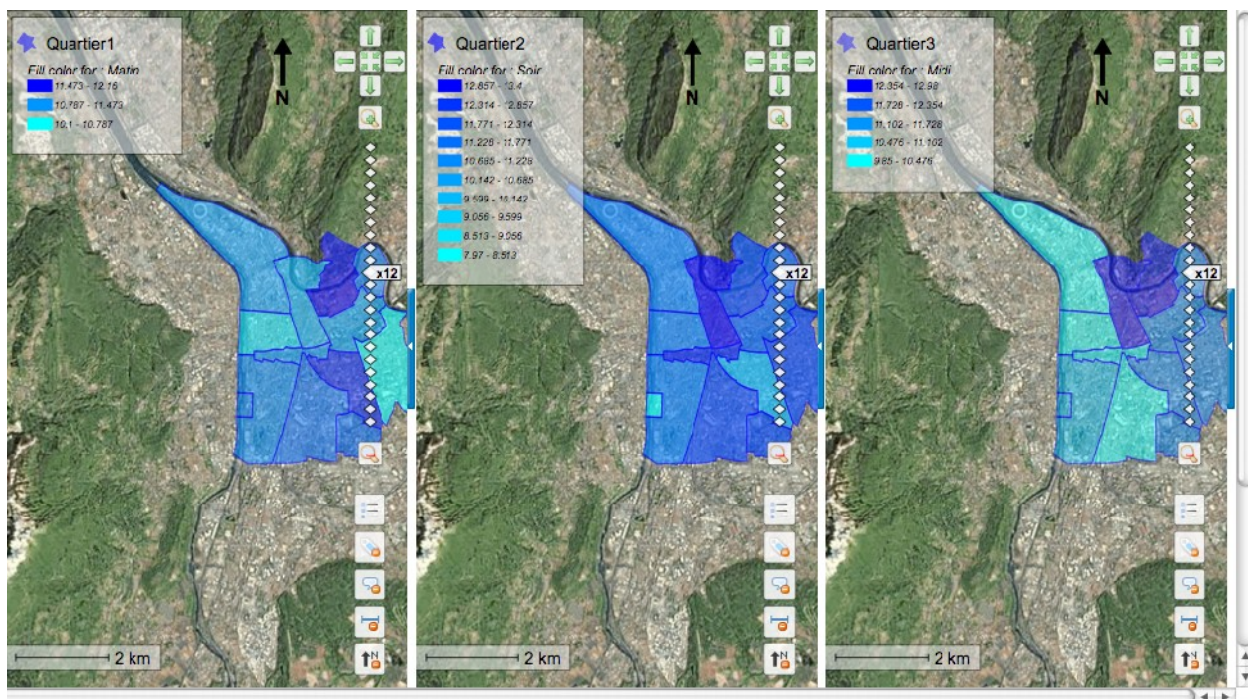 Quartier1
Fill color for : Matin
11.473 - 12.16
10.787 - 11.473
10.1 - 10.787
N
x12
2 km
N
Quartier2
Fill color for : Soir
12.857 - 13.4
12.314 - 12.857
11.771 - 12.314
11.228 - 11.771
10.685 - 11.228
10.142 - 10.685
9.599 - 10.142
9.056 - 9.599
8.513 - 9.056
7.97 - 8.513
N
x12
2 km
N
Quartier3
Fill color for : Midi
12.354 - 12.98
11.728 - 12.354
11.102 - 11.728
10.476 - 11.102
9.85 - 10.476
N
x12
2 km
N